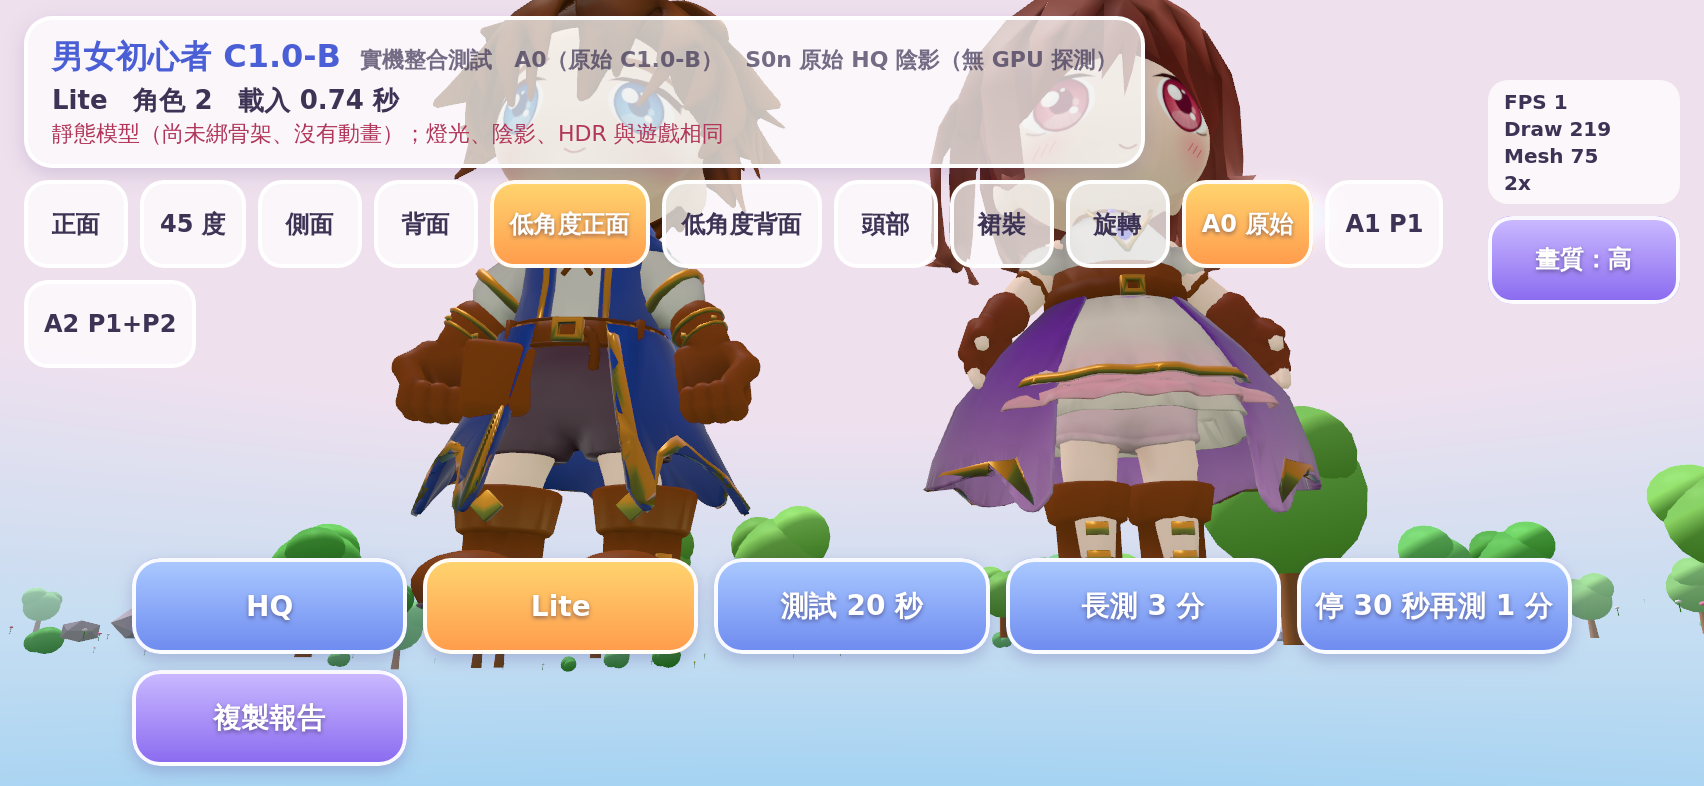 男女初心者 C1.0-B 實機整合測試 A0（原始 C1.0-B） S0n 原始 HQ 陰影（無 GPU 探測）
Lite 角色 2 載入 0.74 秒
靜態模型（尚未綁骨架、沒有動畫）；燈光、陰影、HDR 與遊戲相同
FPS 1
Draw 219
Mesh 75
2x
正面 45 度 側面 背面 低角度正面 低角度背面 頭部 裙裝 旋轉 A0 原始 A1 P1
畫質：高
A2 P1+P2
HQ Lite 測試 20 秒 長測 3 分 停 30 秒再測 1 分
複製報告